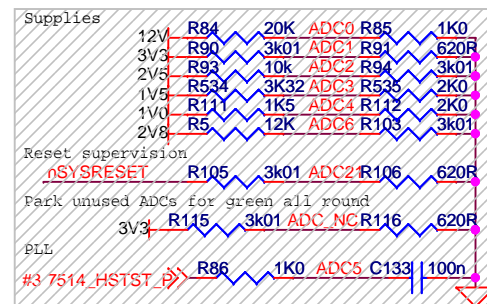 Supplies
12V R84 20K ADC0 R85 1K0
3V3 R90 3k01 ADC1 R91 620R
2V5 R93 10k ADC2 R94 3k01
1V5 R534 3K32 ADC3 R535 2K0
1V0 R111 1K5 ADC4 R112 2K0
2V8 R5 12K ADC6 R103 3k01
Reset supervision
nSYSRESET R105 3k01 ADC21 R106 620R
Park unused ADCs for green all round
3V3 R115 3k01 ADC_NC R116 620R
PLL
#3 7514_HSTST_ R86 1K0 ADC5 C133 100n